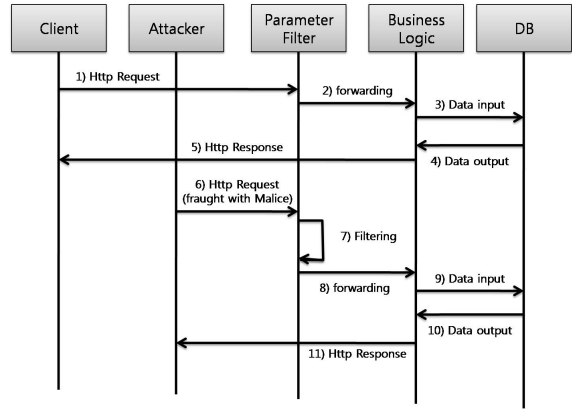 Client
Attacker
Parameter
Filter
Business
Logic
DB
1) Http Request
2) forwarding
3) Data input
4) Data output
5) Http Response
6) Http Request
(fraught with Malice)
7) Filtering
8) forwarding
9) Data input
10) Data output
11) Http Response